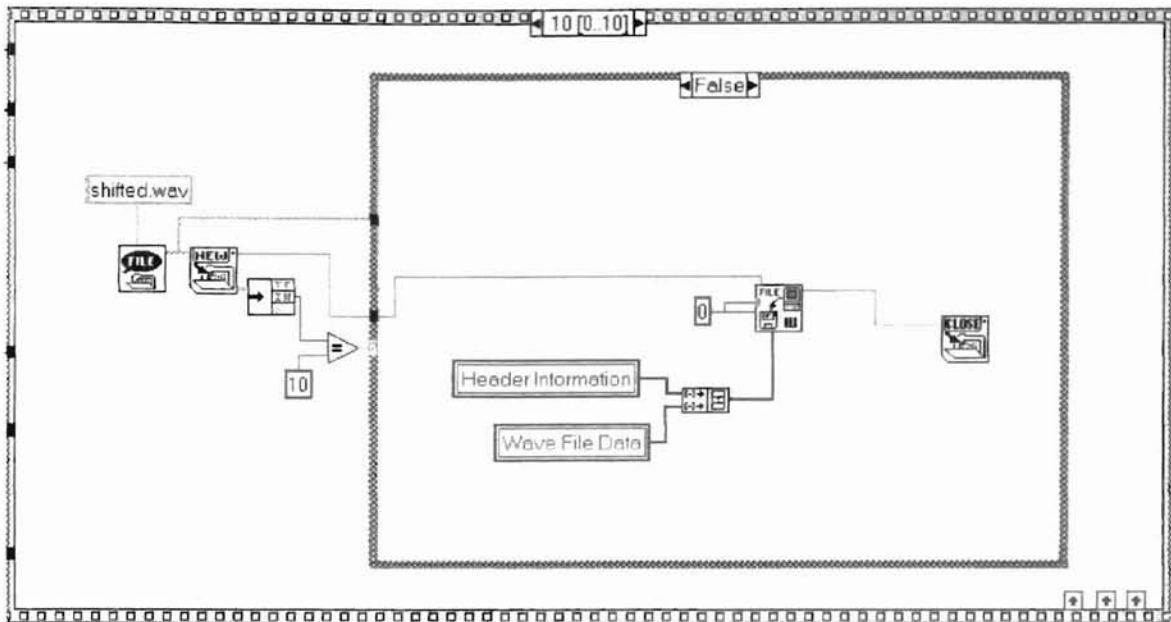 10 [0..10]
False
shifted.wav
FILE
NEW
FILE
0
=
10
CLOSE
Header Information
Wave File Data